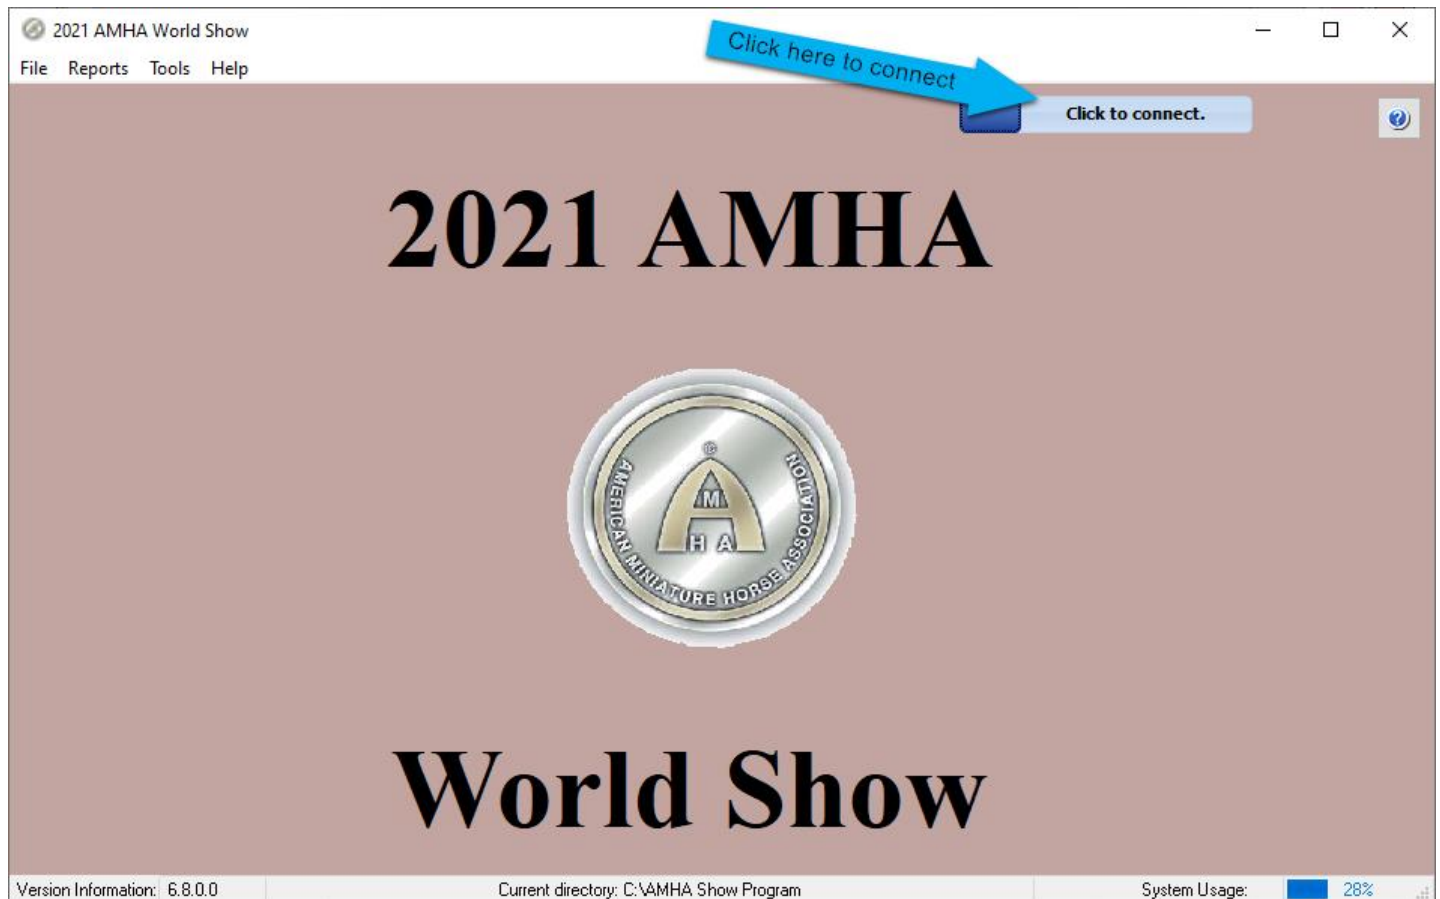 2021 AMHA World Show
File Reports Tools Help
Click here to connect
Click to connect.
2021 AMHA
©
AMERICAN MINIATURE HORSE ASSOCIATION
M
A
H A
World Show
Version Information: 6.8.0.0 Current directory: C:\AMHA Show Program System Usage: 28%